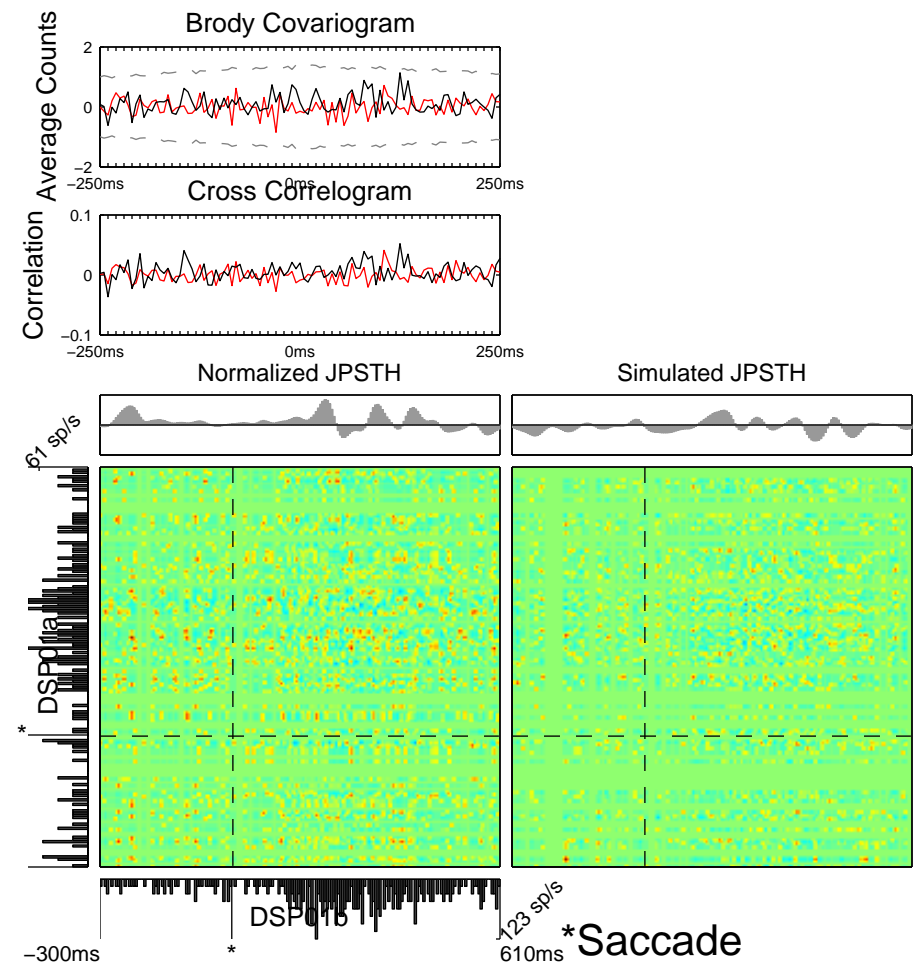 Brody Covariogram
Average Counts
2
0
−2
−250ms
0ms
250ms
Cross Correlogram
Correlation
0.1
0
−0.1
−250ms
0ms
250ms
Normalized JPSTH
Simulated JPSTH
61 sp/s
DSP01a
*
DSP01b
123 sp/s
−300ms
*
610ms
*Saccade